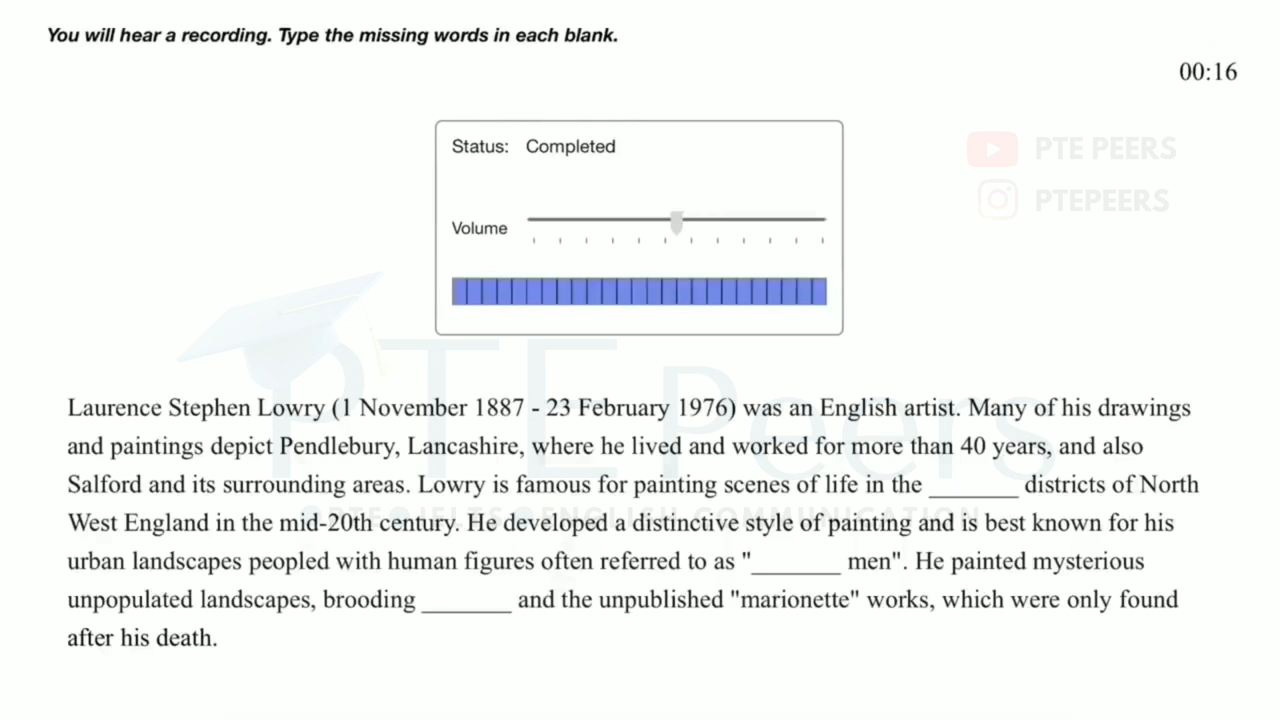 You will hear a recording. Type the missing words in each blank.
00:16
Status: Completed
PTE PEERS
Volume
PTEPEERS
PTE Peers
Laurence Stephen Lowry (1 November 1887 - 23 February 1976) was an English artist. Many of his drawings
and paintings depict Pendlebury, Lancashire, where he lived and worked for more than 40 years, and also
Salford and its surrounding areas. Lowry is famous for painting scenes of life in the _______ districts of North
PTE IELTS ENGLISH COMMUNICATION
West England in the mid-20th century. He developed a distinctive style of painting and is best known for his
urban landscapes peopled with human figures often referred to as "_______ men". He painted mysterious
unpopulated landscapes, brooding _______ and the unpublished "marionette" works, which were only found
after his death.